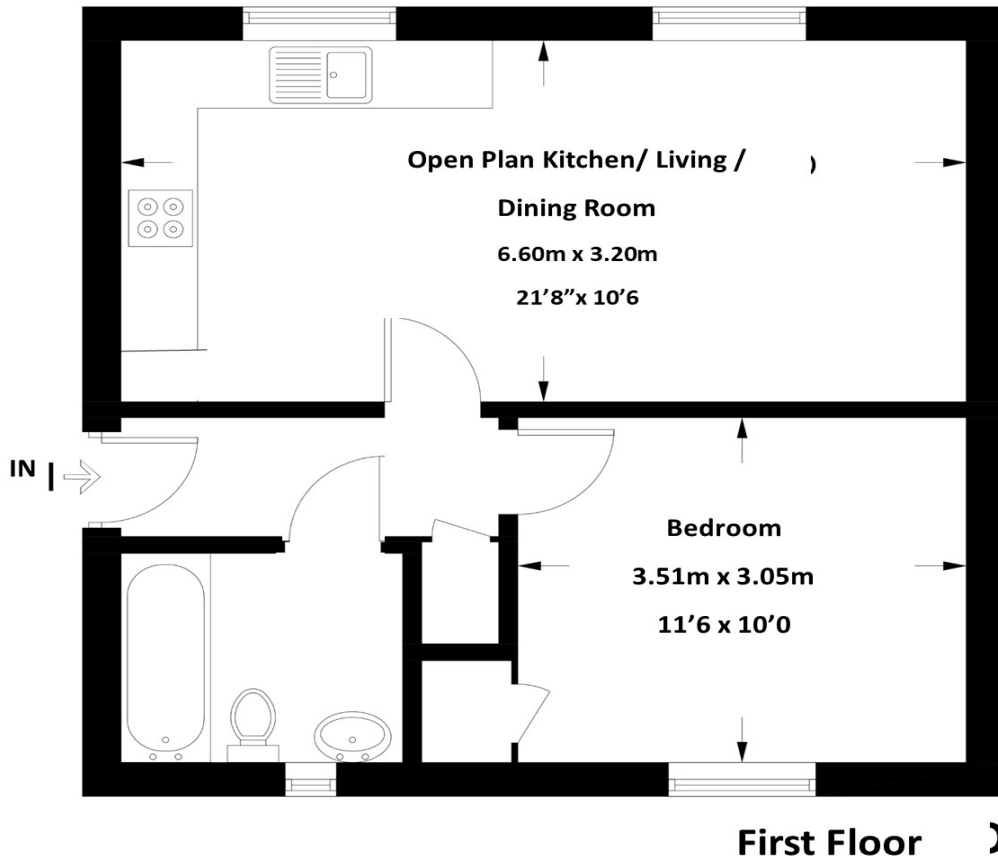 Open Plan Kitchen/ Living /
Dining Room
6.60m x 3.20m
21’8”x 10’6
IN
Bedroom
3.51m x 3.05m
11’6 x 10’0
First Floor